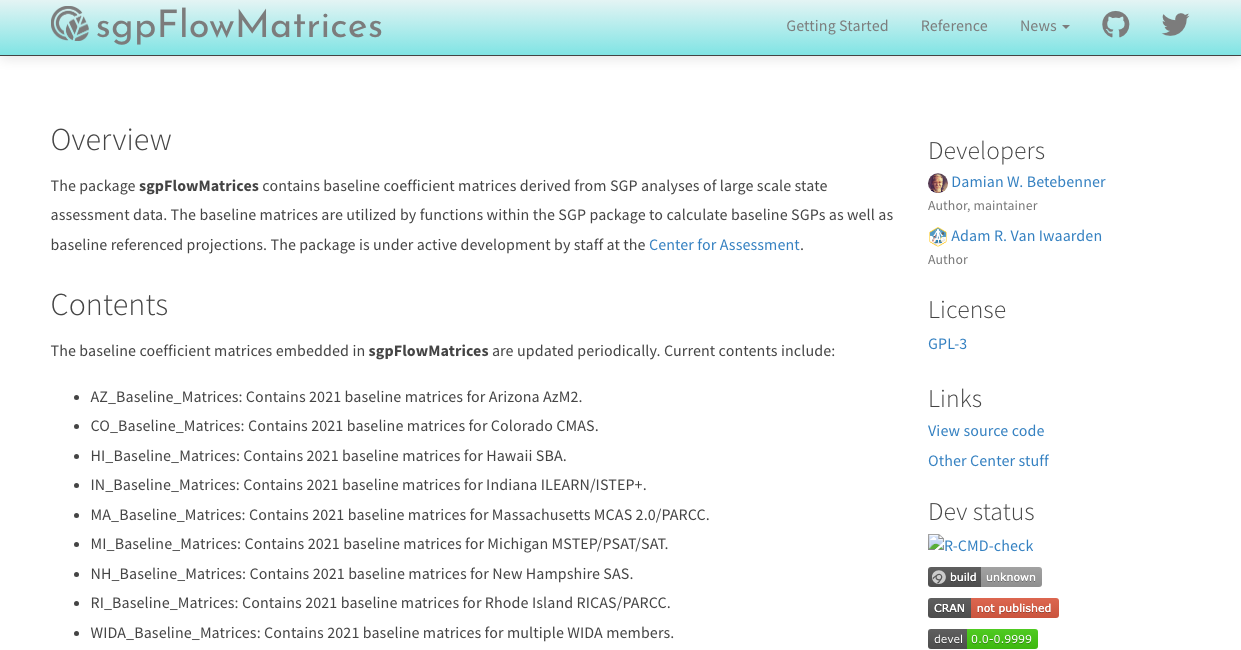 sgpFlowMatrices
Getting Started
Reference
News
Overview
The package sgpFlowMatrices contains baseline coefficient matrices derived from SGP analyses of large scale state
assessment data. The baseline matrices are utilized by functions within the SGP package to calculate baseline SGPs as well as
baseline referenced projections. The package is under active development by staff at the Center for Assessment.
Contents
The baseline coefficient matrices embedded in sgpFlowMatrices are updated periodically. Current contents include:
• AZ_Baseline_Matrices: Contains 2021 baseline matrices for Arizona AzM2.
• CO_Baseline_Matrices: Contains 2021 baseline matrices for Colorado CMAS.
• HI_Baseline_Matrices: Contains 2021 baseline matrices for Hawaii SBA.
• IN_Baseline_Matrices: Contains 2021 baseline matrices for Indiana ILEARN/ISTEP+.
• MA_Baseline_Matrices: Contains 2021 baseline matrices for Massachusetts MCAS 2.0/PARCC.
• MI_Baseline_Matrices: Contains 2021 baseline matrices for Michigan MSTEP/PSAT/SAT.
• NH_Baseline_Matrices: Contains 2021 baseline matrices for New Hampshire SAS.
• RI_Baseline_Matrices: Contains 2021 baseline matrices for Rhode Island RICAS/PARCC.
• WIDA_Baseline_Matrices: Contains 2021 baseline matrices for multiple WIDA members.
Developers
Damian W. Betebenner
Author, maintainer
Adam R. Van Iwaarden
Author
License
GPL-3
Links
View source code
Other Center stuff
Dev status
R-CMD-check
build unknown
CRAN not published
devel 0.0-0.9999